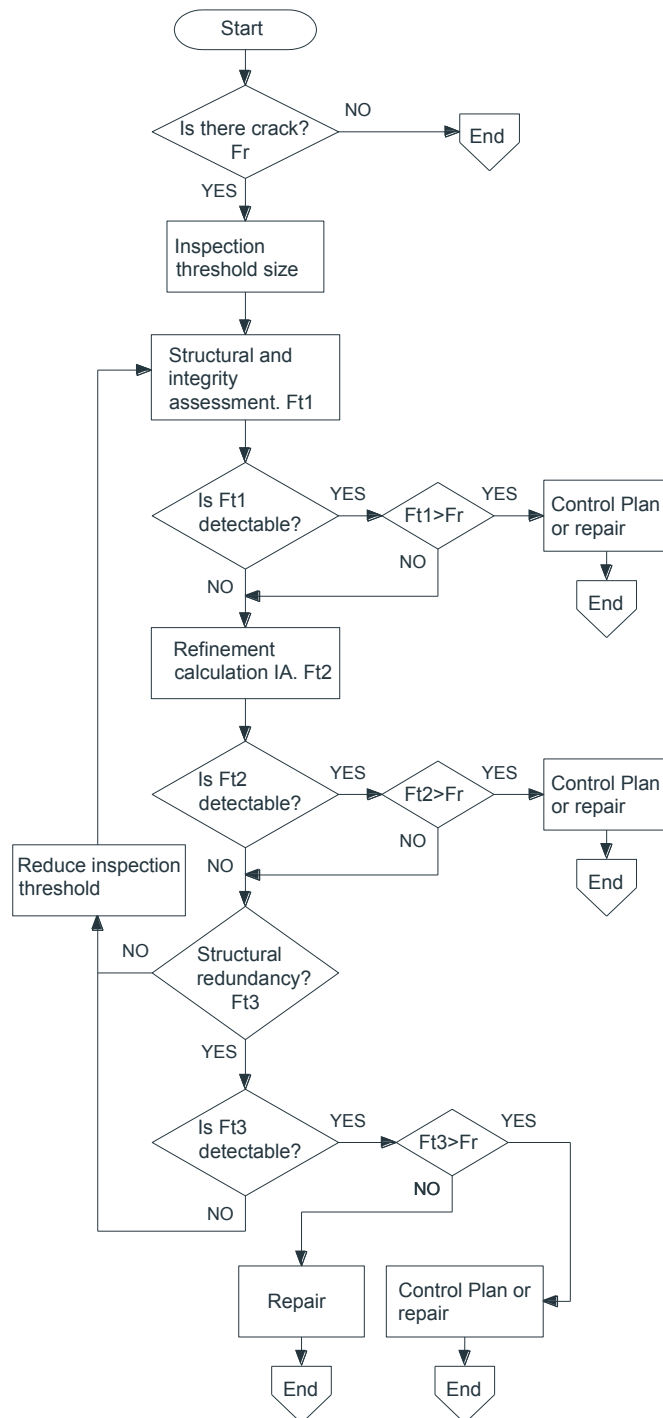 Start
Is there crack?
Fr
NO
End
YES
Inspection
threshold size
Structural and
integrity
assessment. Ft1
Is Ft1
detectable?
YES
Ft1>Fr
YES
Control Plan
or repair
NO
NO
End
Refinement
calculation IA. Ft2
Is Ft2
detectable?
YES
Ft2>Fr
YES
Control Plan
or repair
NO
NO
End
Reduce inspection
threshold
NO
Structural
redundancy?
Ft3
YES
Is Ft3
detectable?
YES
Ft3>Fr
YES
NO
NO
Repair
Control Plan or
repair
End
End